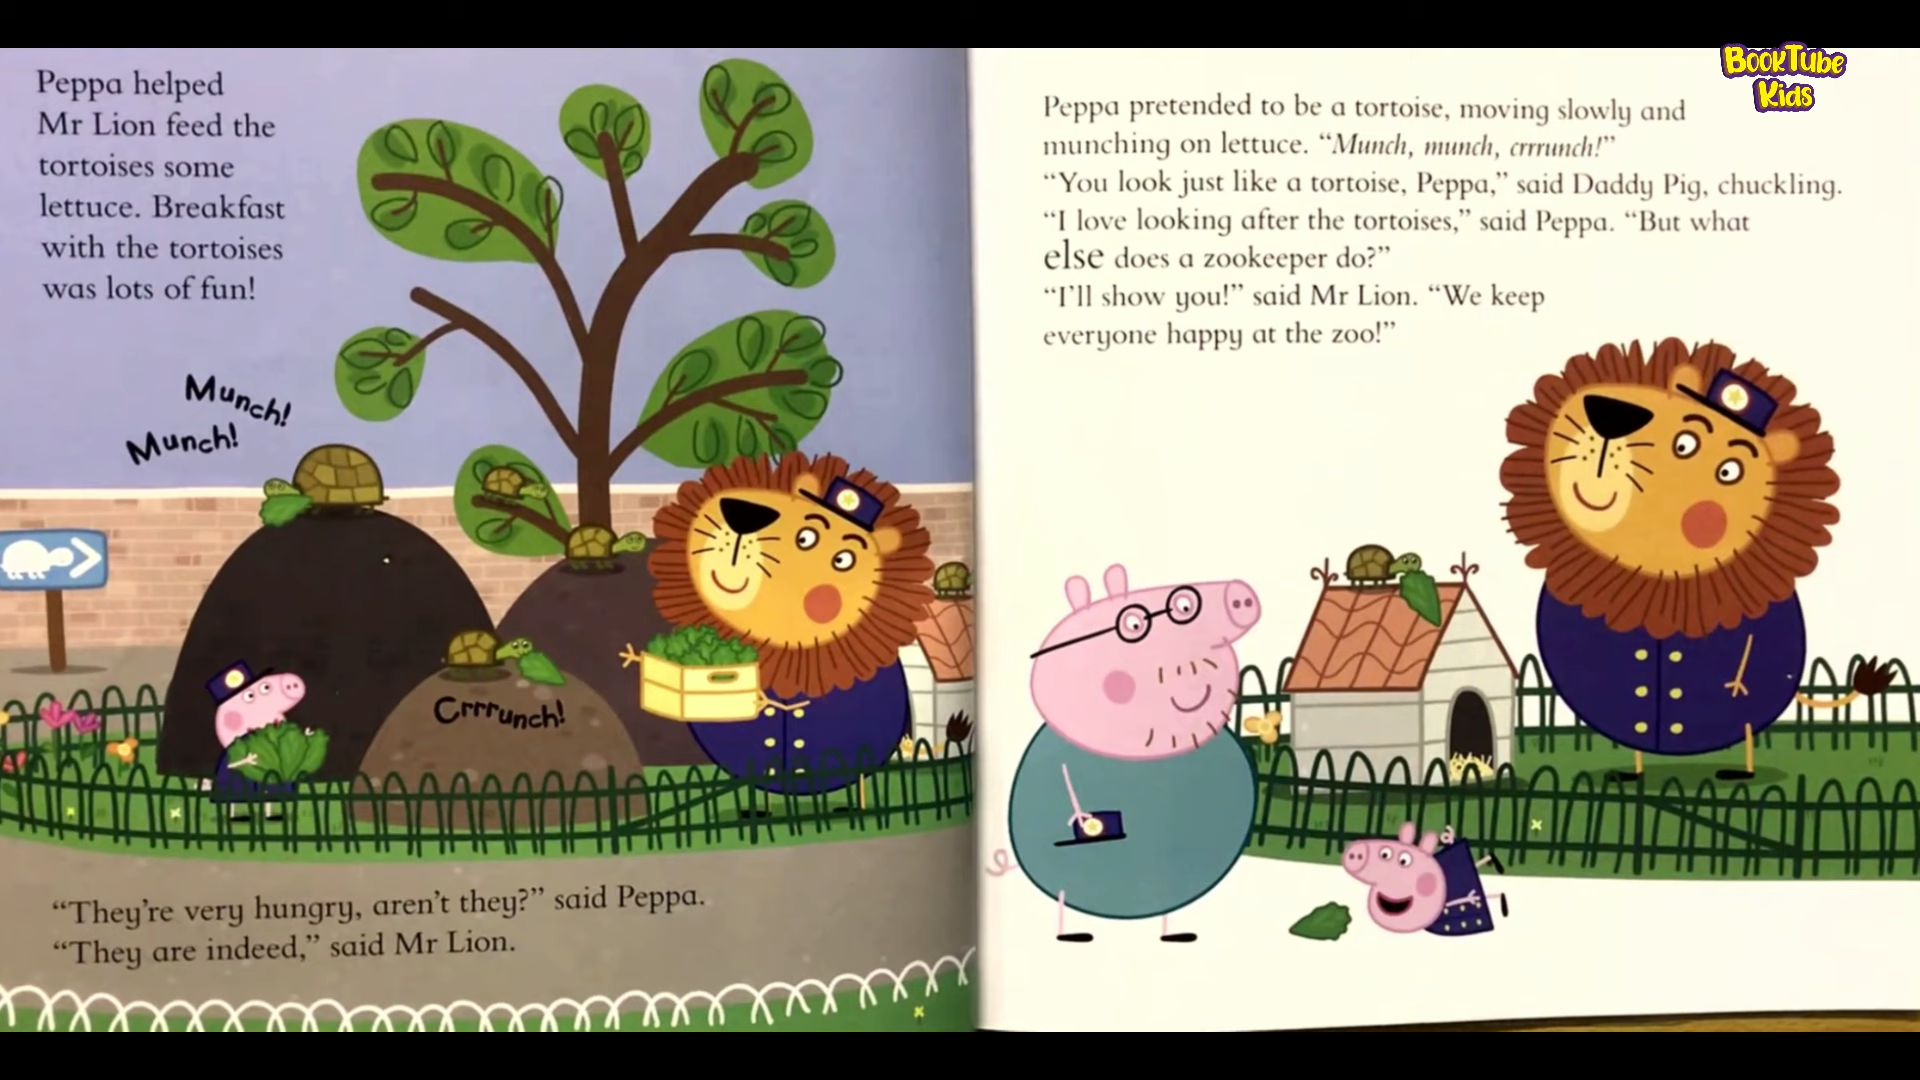 Peppa helped
Mr Lion feed the
tortoises some
lettuce. Breakfast
with the tortoises
was lots of fun!
Munch!
Munch!
Crrrunch!
“They’re very hungry, aren’t they?” said Peppa.
“They are indeed,” said Mr Lion.
BookTube
Kids
Peppa pretended to be a tortoise, moving slowly and
munching on lettuce. “Munch, munch, crrrunch!”
“You look just like a tortoise, Peppa,” said Daddy Pig, chuckling.
“I love looking after the tortoises,” said Peppa. “But what
else does a zookeeper do?”
“I’ll show you!” said Mr Lion. “We keep
everyone happy at the zoo!”